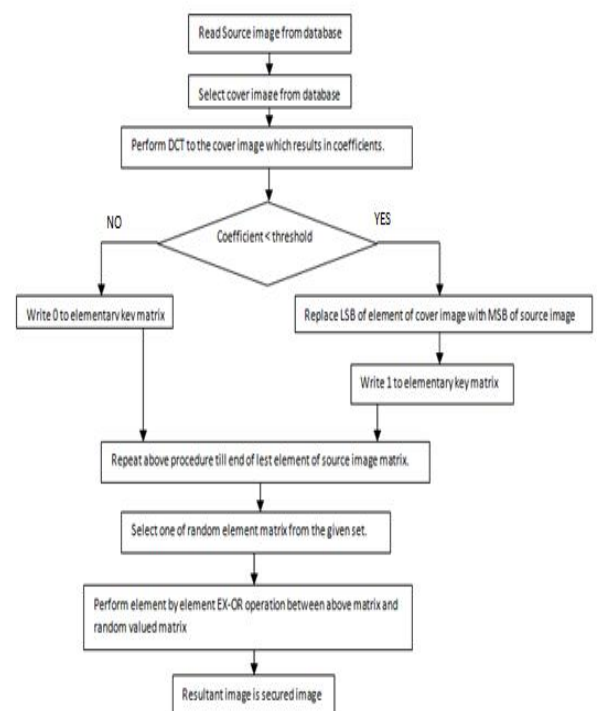 Read Source image from database
Select cover image from database
Perform DCT to the cover image which results in coefficients.
Coefficient < threshold
NO
YES
Write 0 to elementary key matrix
Replace LSB of element of cover image with MSB of source image
Write 1 to elementary key matrix
Repeat above procedure till end of lest element of source image matrix.
Select one of random element matrix from the given set.
Perform element by element EX-OR operation between above matrix and
random valued matrix
Resultant image is secured image